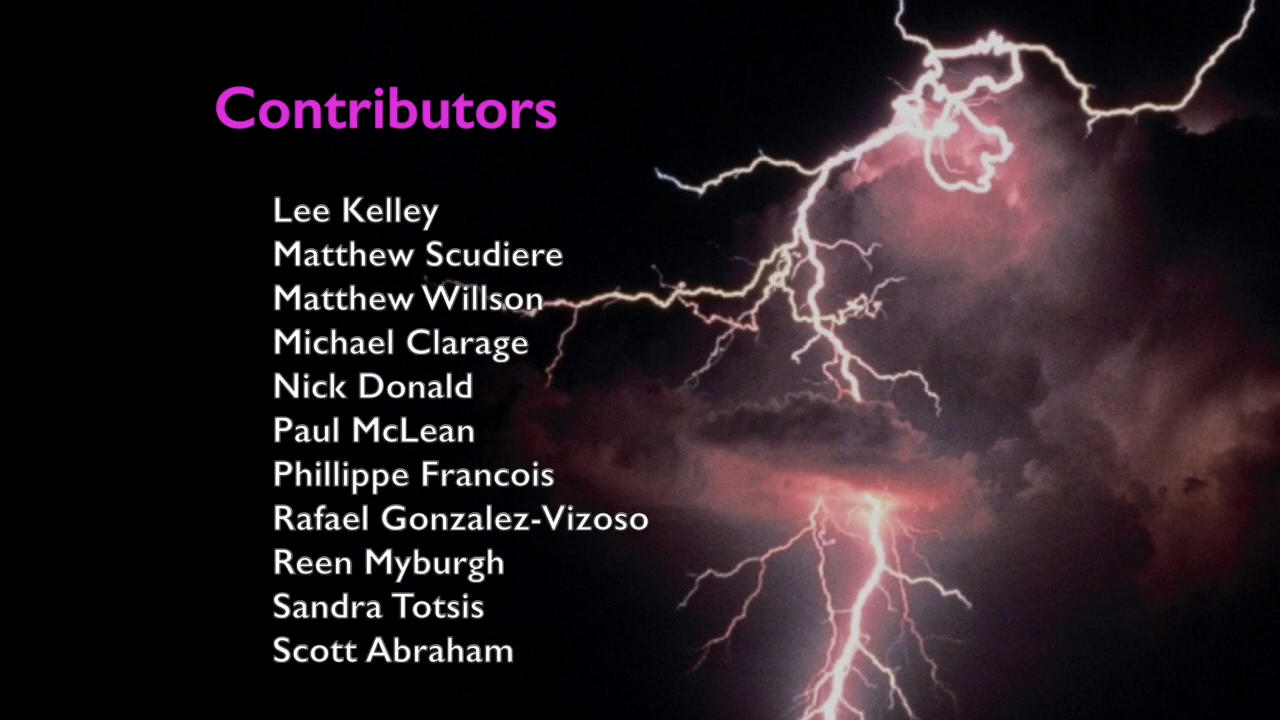 Contributors
Lee Kelley
Matthew Scudiere
Matthew Willson
Michael Clarage
Nick Donald
Paul McLean
Phillippe Francois
Rafael Gonzalez-Vizoso
Reen Myburgh
Sandra Totsis
Scott Abraham